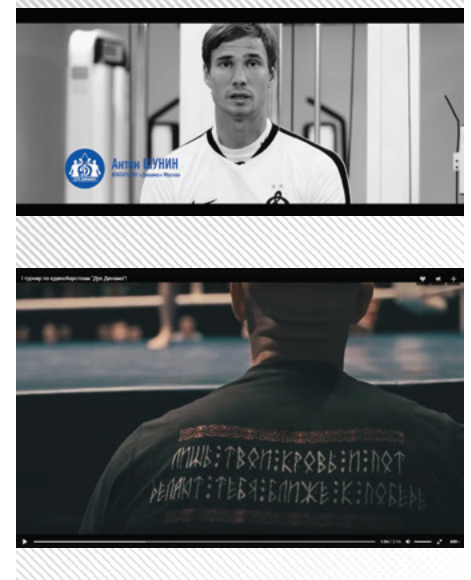 Антон ШУНИН
ВРАТАРЬ ФК «Динамо» Москва
I турнир по единоборствам "Дух Динамо"!
ЛИШЬ:ТВОИ:КРОВЬ:И:ПОТ
ДЕЛАЮТ:ТЕБЯ:БЛИЖЕ:К:ПОБЕДЕ